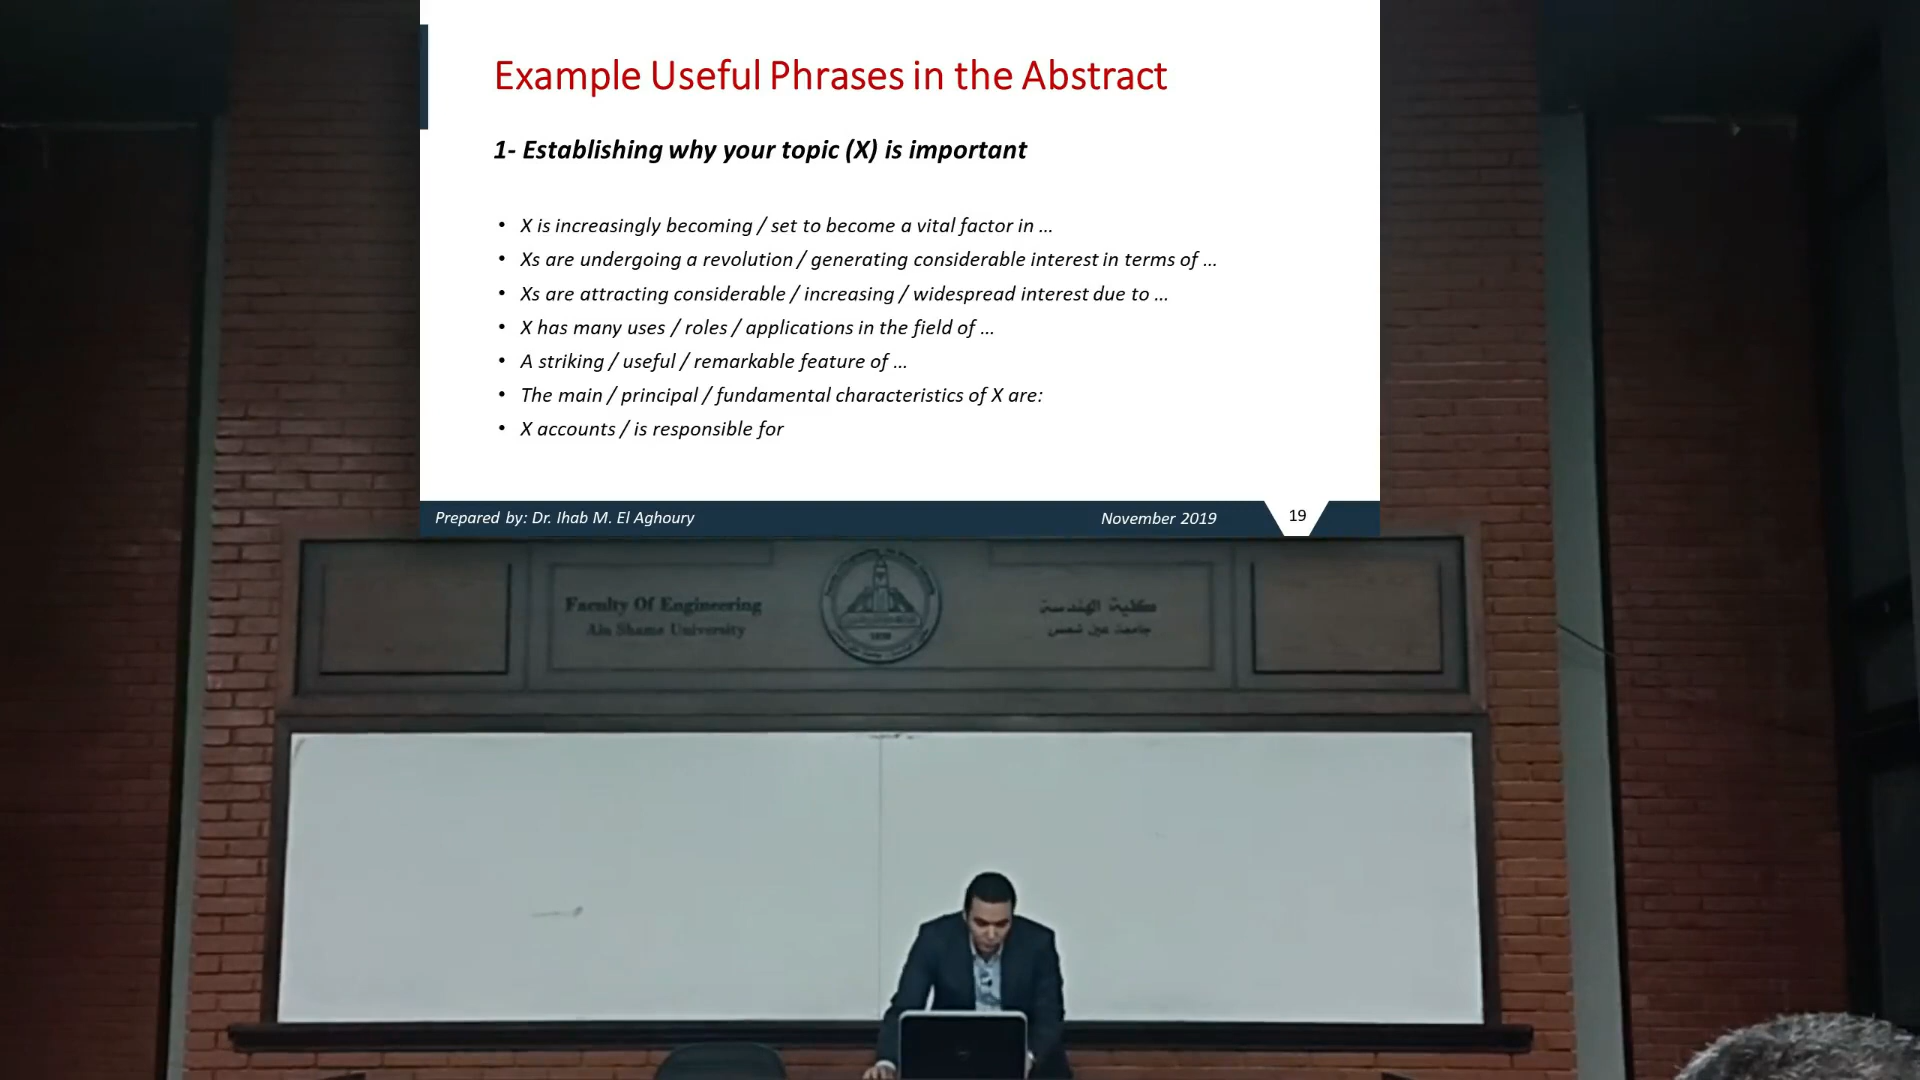 Example Useful Phrases in the Abstract
1- Establishing why your topic (X) is important
• X is increasingly becoming / set to become a vital factor in ...
• Xs are undergoing a revolution / generating considerable interest in terms of ...
• Xs are attracting considerable / increasing / widespread interest due to ...
• X has many uses / roles / applications in the field of ...
• A striking / useful / remarkable feature of ...
• The main / principal / fundamental characteristics of X are:
• X accounts / is responsible for
Prepared by: Dr. Ihab M. El Aghoury
November 2019
19
Faculty Of Engineering
Ain Shams University
كلية الهندسة
جامعة عين شمس